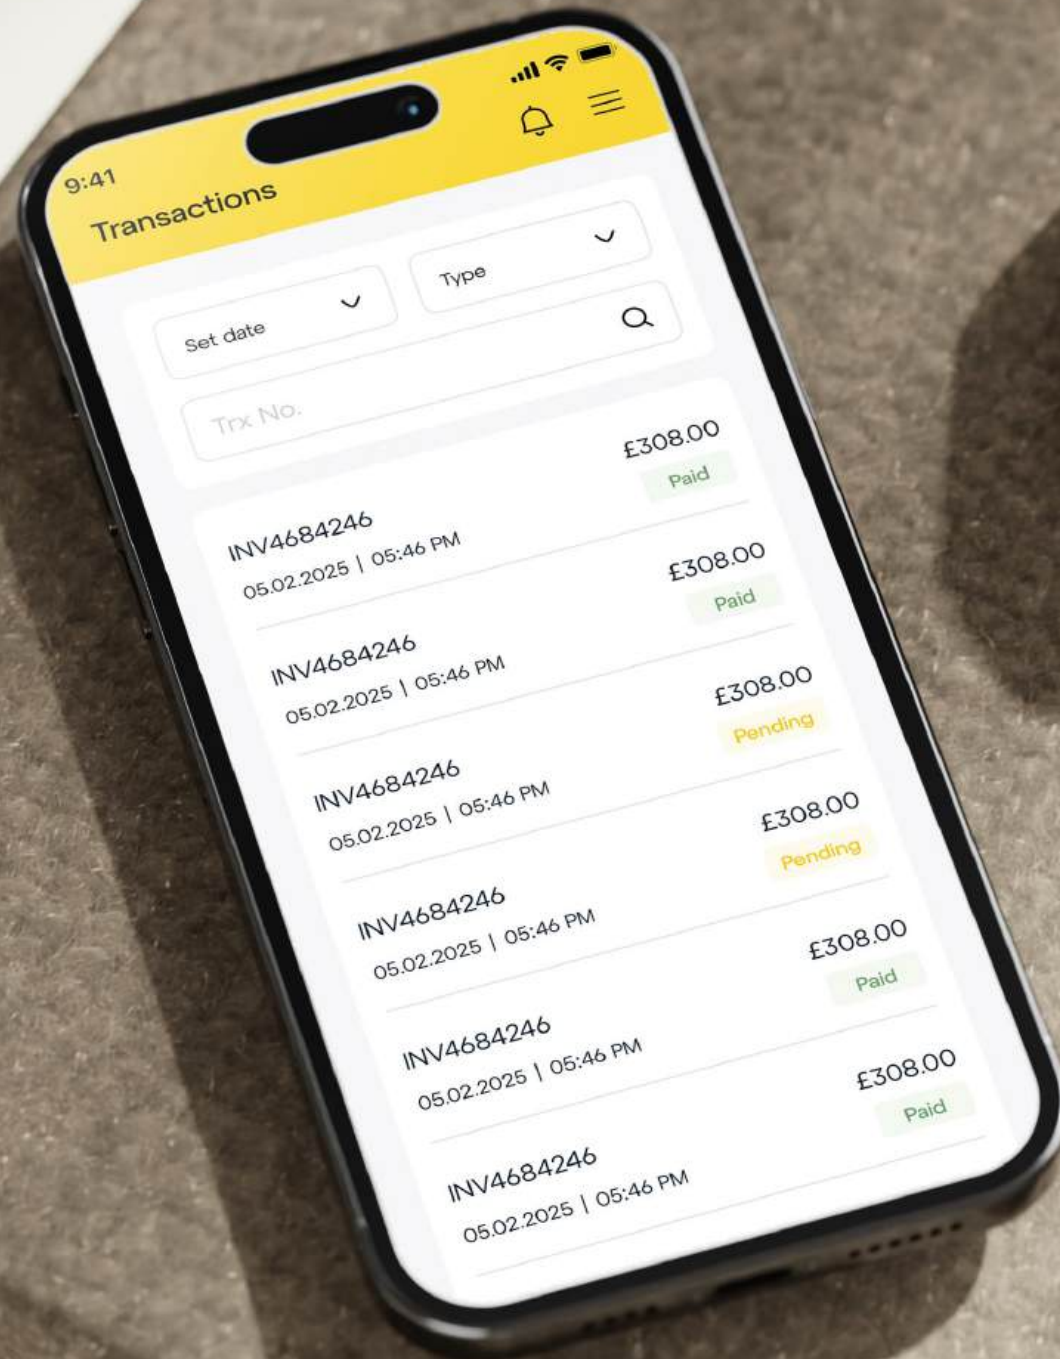 9:41
Transactions
Set date
Type
Trx No.
INV4684246
£308.00
05.02.2025 | 05:46 PM
Paid
INV4684246
£308.00
05.02.2025 | 05:46 PM
Paid
INV4684246
£308.00
05.02.2025 | 05:46 PM
Pending
INV4684246
£308.00
05.02.2025 | 05:46 PM
Pending
INV4684246
£308.00
05.02.2025 | 05:46 PM
Paid
INV4684246
£308.00
05.02.2025 | 05:46 PM
Paid